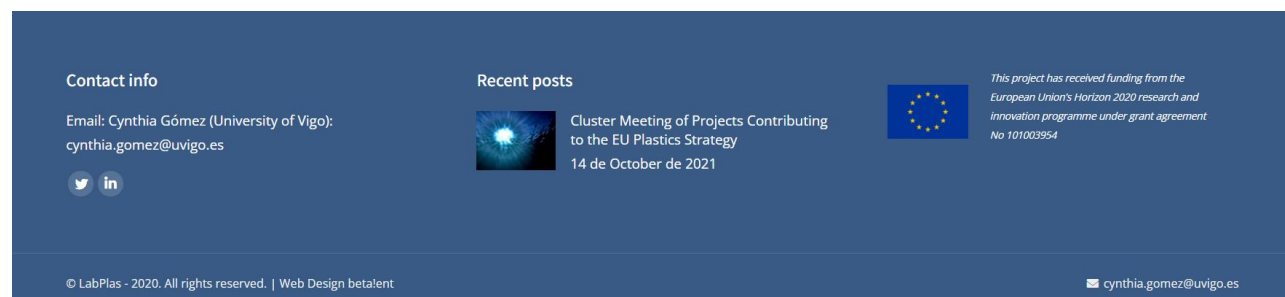 Contact info
Email: Cynthia Gómez (University of Vigo):
cynthia.gomez@uvigo.es
in
Recent posts
Cluster Meeting of Projects Contributing
to the EU Plastics Strategy
14 de October de 2021
This project has received funding from the
European Union's Horizon 2020 research and
innovation programme under grant agreement
No 101003954
© LabPlas - 2020. All rights reserved. | Web Design beta!ent
cynthia.gomez@uvigo.es